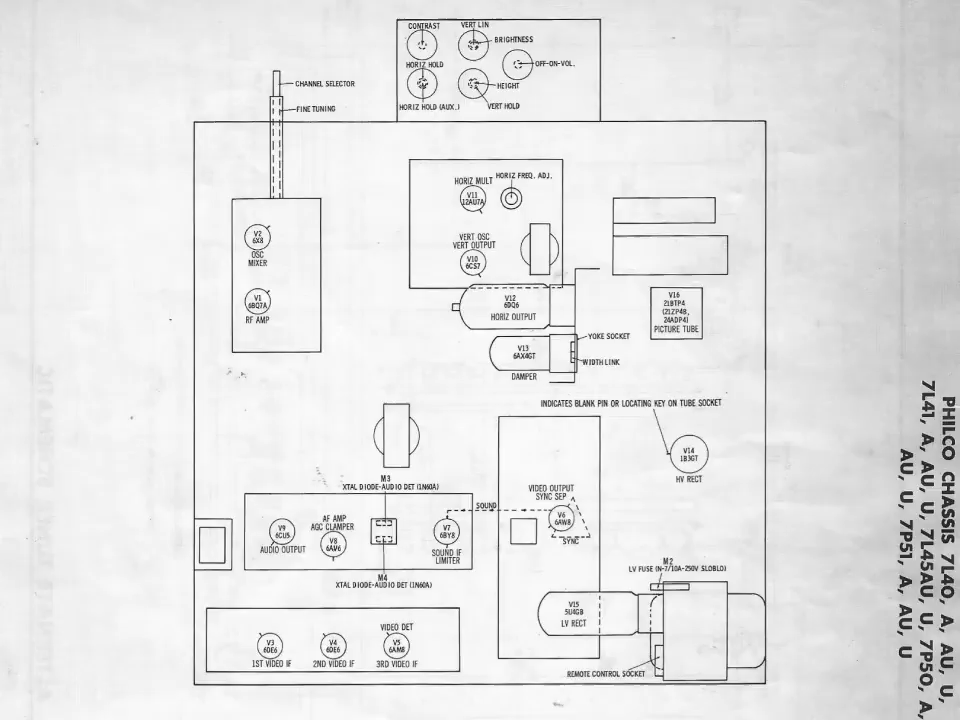 CONTRAST
VERT LIN
BRIGHTNESS
OFF-ON-VOL.
HORIZ HOLD
HEIGHT
HORIZ HOLD (AUX.)
VERT HOLD
CHANNEL SELECTOR
FINE TUNING
HORIZ MULT
HORIZ FREQ. ADJ.
V11
12AU7A
V2
6X8
OSC
MIXER
VERT OSC
VERT OUTPUT
V10
6CS7
V1
6BQ7A
RF AMP
V12
6DQ6
HORIZ OUTPUT
V16
21BTP4
(21ZP4B,
24ADP4)
PICTURE TUBE
YOKE SOCKET
V13
6AX4GT
WIDTH LINK
DAMPER
INDICATES BLANK PIN OR LOCATING KEY ON TUBE SOCKET
V14
1B3GT
HV RECT
M3
XTAL DIODE-AUDIO DET (1N60A)
VIDEO OUTPUT
SYNC SEP
SOUND
V6
6AW8
SYNC
AF AMP
AGC CLAMPER
V9
6CU5
AUDIO OUTPUT
V8
6AV6
V7
6BY8
SOUND IF
LIMITER
M4
XTAL DIODE-AUDIO DET (1N60A)
M2
LV FUSE (N-7/10A-250V SLOBLO)
V15
5U4GB
LV RECT
VIDEO DET
V3
6DE6
1ST VIDEO IF
V4
6DE6
2ND VIDEO IF
V5
6AM8
3RD VIDEO IF
REMOTE CONTROL SOCKET
PHILCO CHASSIS 7L40, A, AU, U,
7L41, A, AU, U, 7L45AU, U, 7P50, A,
AU, U, 7P51, A, AU, U